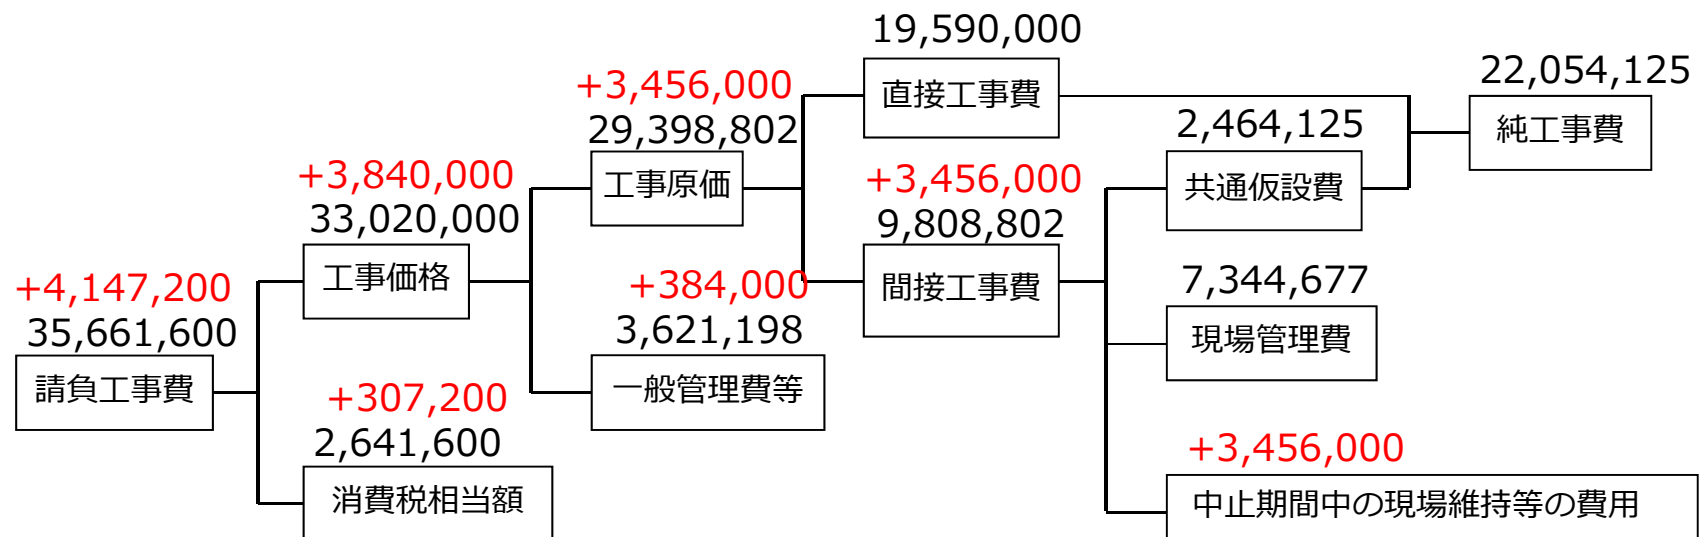 19,590,000
直接工事費
22,054,125
純工事費
+3,456,000
29,398,802
工事原価
2,464,125
共通仮設費
+3,840,000
33,020,000
工事価格
+3,456,000
9,808,802
間接工事費
+4,147,200
35,661,600
請負工事費
+384,000
3,621,198
一般管理費等
7,344,677
現場管理費
+307,200
2,641,600
消費税相当額
+3,456,000
中止期間中の現場維持等の費用